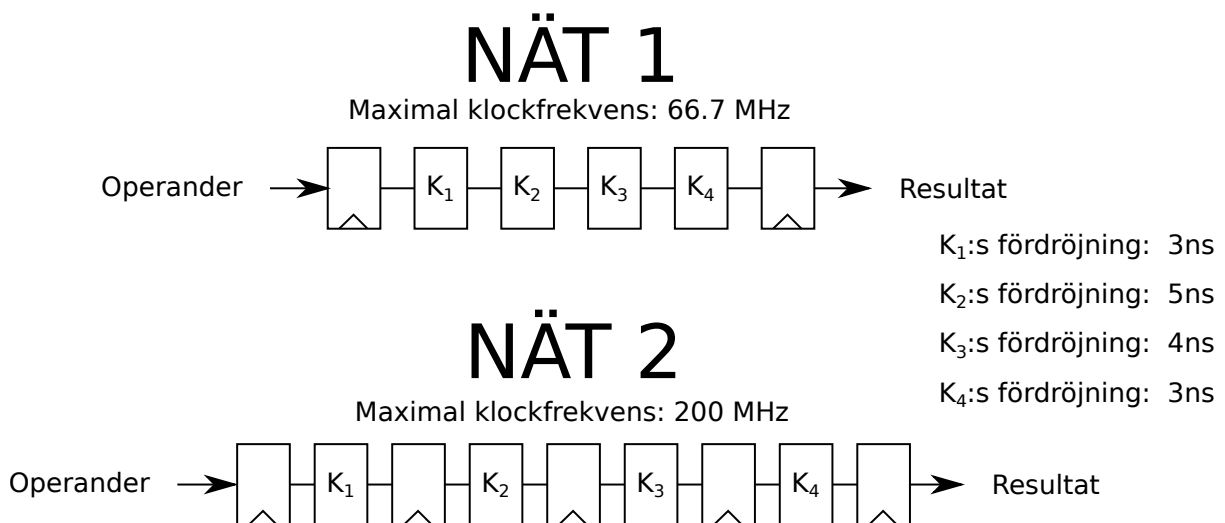 NÄT 1
Maximal klockfrekvens: 66.7 MHz
Operander
K₁
K₂
K₃
K₄
Resultat
K₁:s fördröjning: 3ns
K₂:s fördröjning: 5ns
K₃:s fördröjning: 4ns
K₄:s fördröjning: 3ns
NÄT 2
Maximal klockfrekvens: 200 MHz
Operander
K₁
K₂
K₃
K₄
Resultat